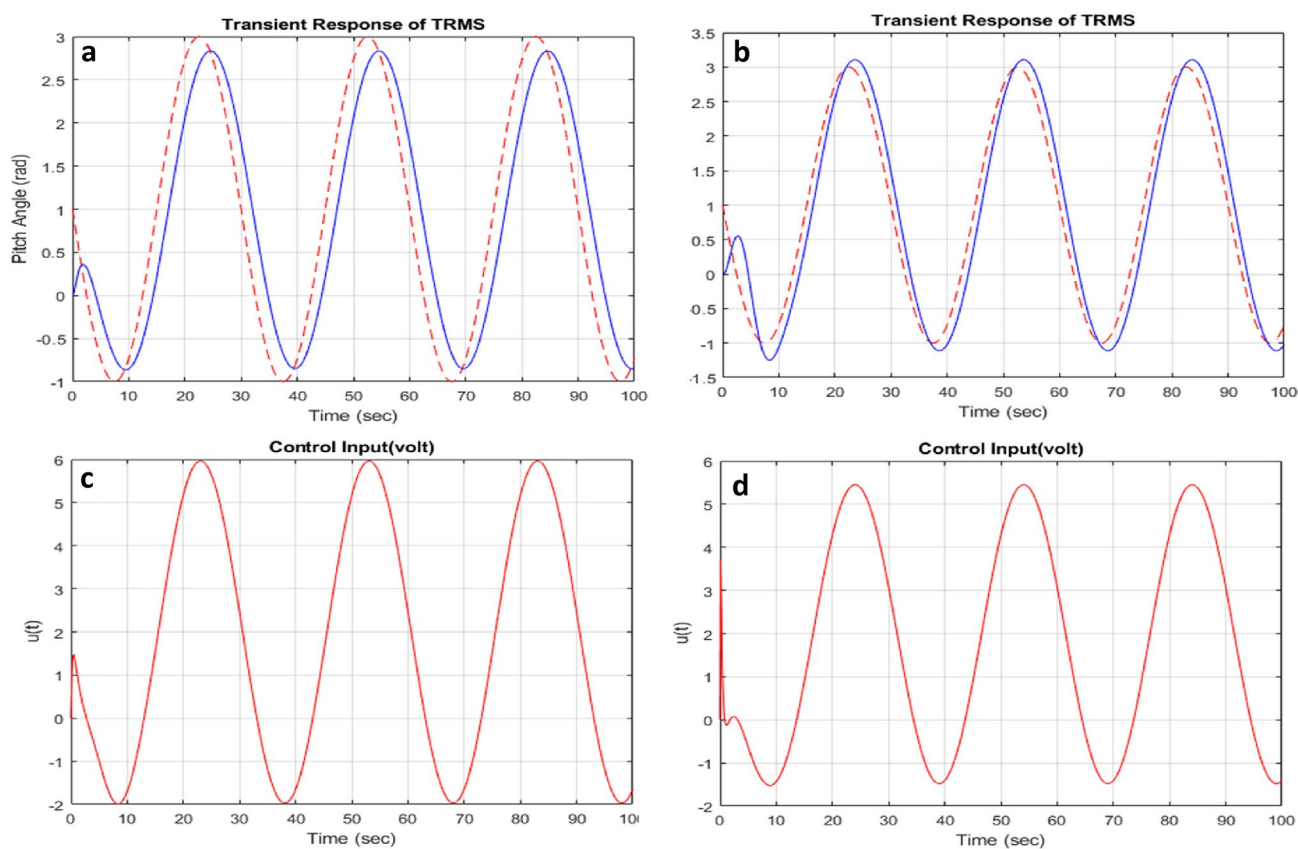 Transient Response of TRMS
a
3
2.5
2
1.5
1
0.5
0
-0.5
-1
Pitch Angle (rad)
0 10 20 30 40 50 60 70 80 90 100
Time (sec)
Transient Response of TRMS
b
3.5
3
2.5
2
1.5
1
0.5
0
-0.5
-1
-1.5
0 10 20 30 40 50 60 70 80 90 100
Time (sec)
Control Input(volt)
c
6
5
4
3
2
1
0
-1
-2
u(t)
0 10 20 30 40 50 60 70 80 90 10
Time (sec)
Control Input(volt)
d
6
5
4
3
2
1
0
-1
-2
u(t)
0 10 20 30 40 50 60 70 80 90 100
Time (sec)